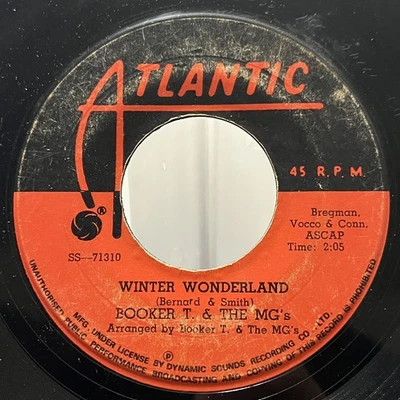 ATLANTIC
45 R.P.M.
Bregman,
Vocco & Conn,
ASCAP
Time: 2:05
SS—71310
WINTER WONDERLAND
(Bernard & Smith)
BOOKER T. & THE MG's
Arranged by Booker T. & The MG's
P
MFG. UNDER LICENSE BY DYNAMIC SOUNDS RECORDING CO., LTD.
UNAUTHORISED PUBLIC PERFORMANCE, BROADCASTING AND COPYING OF THIS RECORD PROHIBITED